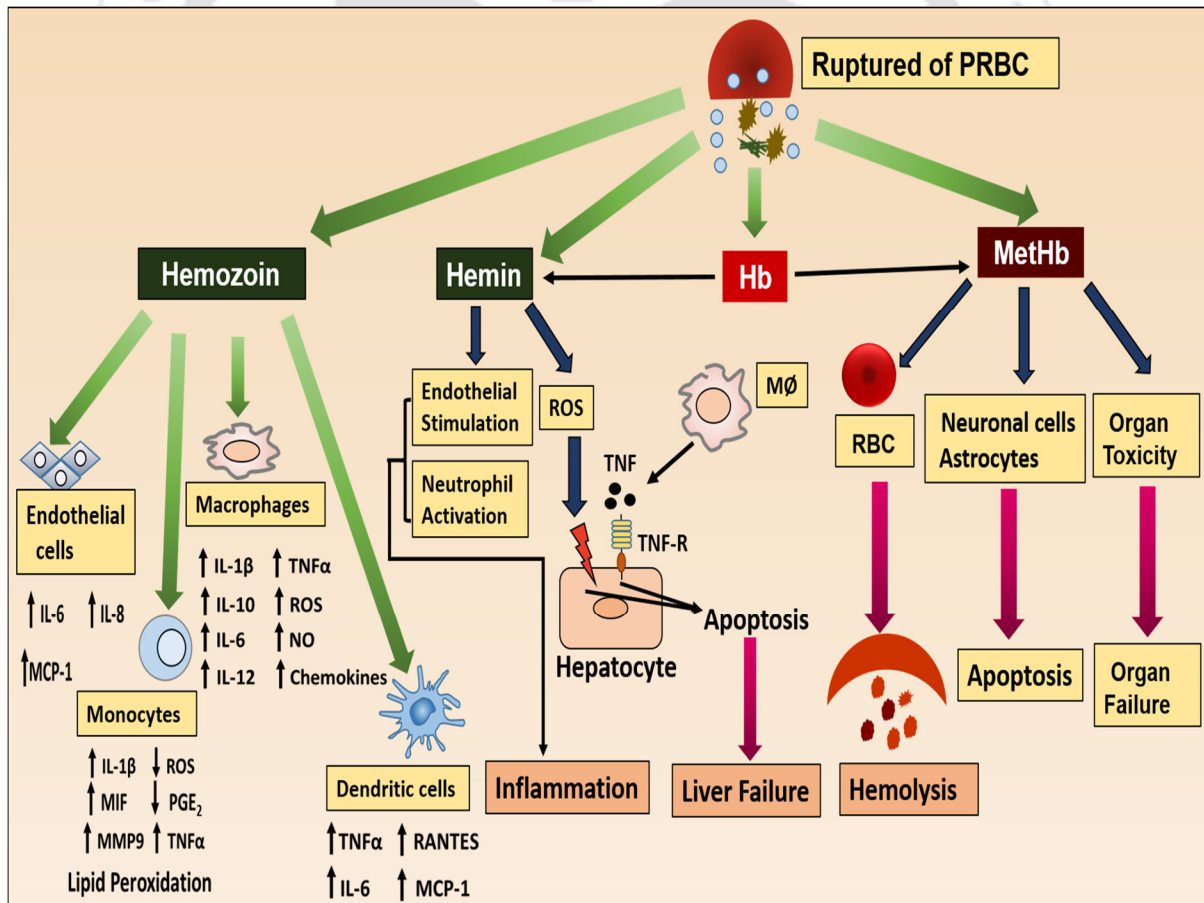 Ruptured of PRBC
Hemozoin
Hemin
Hb
MetHb
Endothelial
cells
↑ IL-6 ↑ IL-8
↑ MCP-1
Monocytes
↑ IL-1β ↓ ROS
↑ MIF ↓ PGE₂
↑ MMP9 ↑ TNFα
Lipid Peroxidation
Macrophages
↑ IL-1β ↑ TNFα
↑ IL-10 ↑ ROS
↑ IL-6 ↑ NO
↑ IL-12 ↑ Chemokines
Dendritic cells
↑ TNFα ↑ RANTES
↑ IL-6 ↑ MCP-1
Endothelial
Stimulation
Neutrophil
Activation
Inflammation
ROS
MØ
TNF
TNF-R
Hepatocyte
Apoptosis
Liver Failure
RBC
Hemolysis
Neuronal cells
Astrocytes
Apoptosis
Organ
Toxicity
Organ
Failure